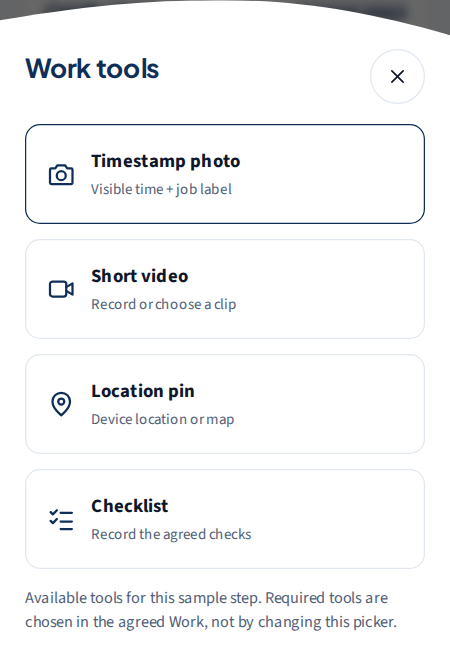 Work tools
Timestamp photo
Visible time + job label
Short video
Record or choose a clip
Location pin
Device location or map
Checklist
Record the agreed checks
Available tools for this sample step. Required tools are
chosen in the agreed Work, not by changing this picker.